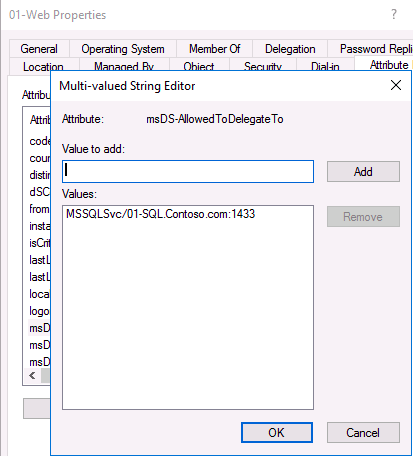 01-Web Properties
?
General Operating System Member Of Delegation Password Repli
Location Managed By Object Security Dial-in Attribute
Attribu
Multi-valued String Editor
Attribute: msDS-AllowedToDelegateTo
Value to add:
Add
Values:
MSSQLSvc/01-SQL.Contoso.com:1433
Remove
Attri
code
coun
distin
dSC
from
insta
isCrit
lastL
lastL
loca
logo
msD
msD
msD
OK Cancel